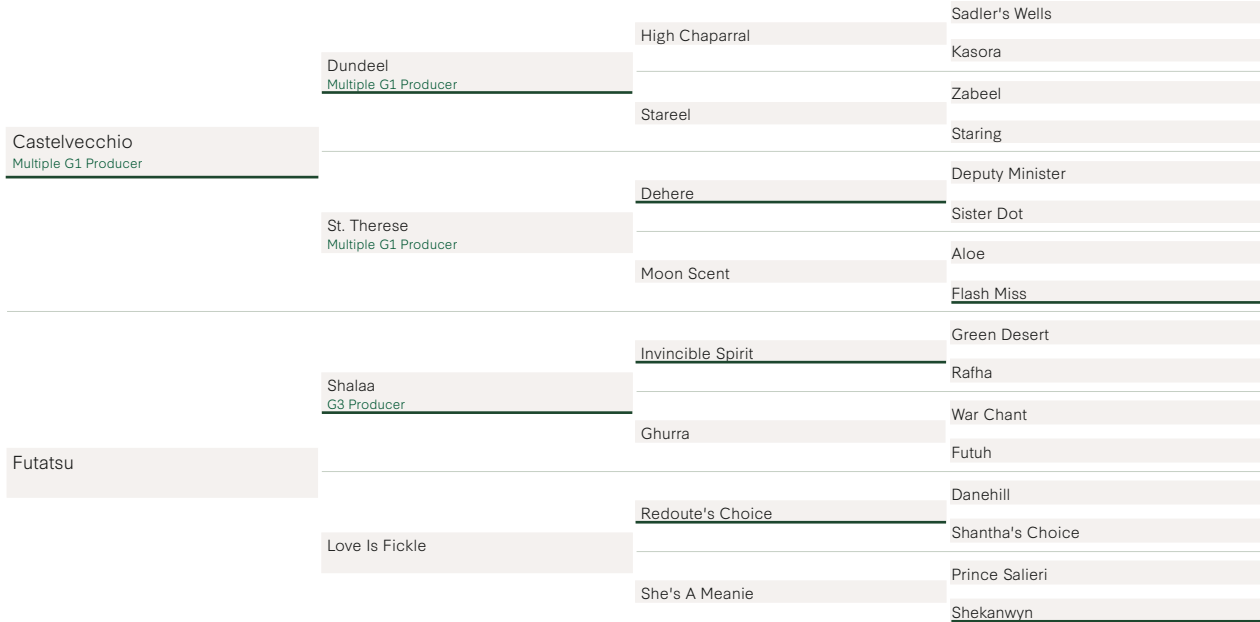 Castelvecchio
Multiple G1 Producer
Futatsu
Dundeel
Multiple G1 Producer
St. Therese
Multiple G1 Producer
Shalaa
G3 Producer
Love Is Fickle
High Chaparral
Stareel
Dehere
Moon Scent
Invincible Spirit
Ghurra
Redoute's Choice
She's A Meanie
Sadler's Wells
Kasora
Zabeel
Staring
Deputy Minister
Sister Dot
Aloe
Flash Miss
Green Desert
Rafha
War Chant
Futuh
Danehill
Shantha's Choice
Prince Salieri
Shekanwyn